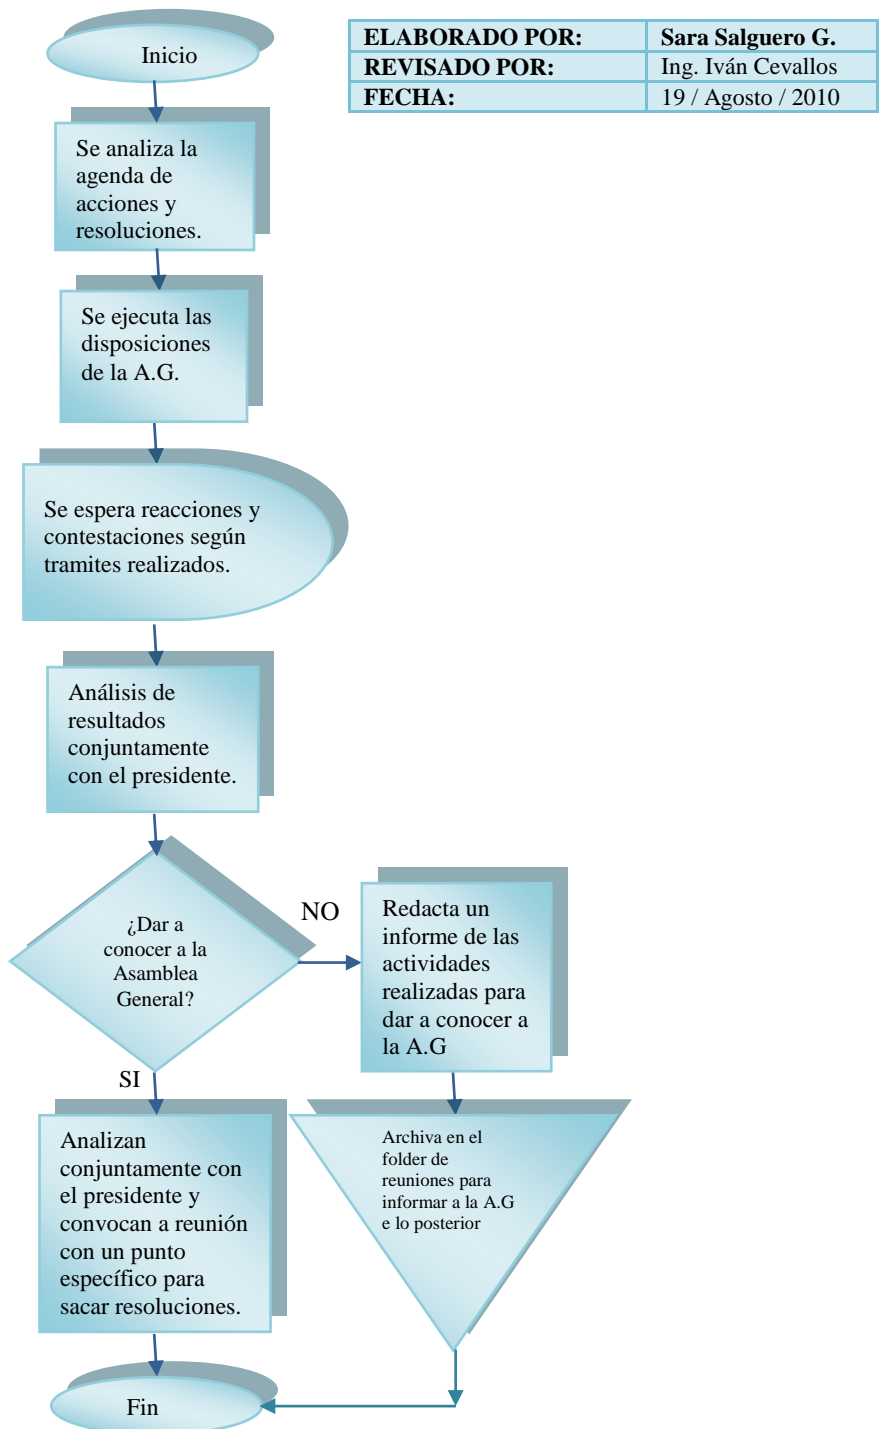 Inicio
ELABORADO POR: Sara Salguero G.
REVISADO POR: Ing. Iván Cevallos
FECHA: 19 / Agosto / 2010
Se analiza la
agenda de
acciones y
resoluciones.
Se ejecuta las
disposiciones
de la A.G.
Se espera reacciones y
contestaciones según
tramites realizados.
Análisis de
resultados
conjuntamente
con el presidente.
¿Dar a
conocer a la
Asamblea
General?
NO
Redacta un
informe de las
actividades
realizadas para
dar a conocer a
la A.G
SI
Analizan
conjuntamente con
el presidente y
convocan a reunión
con un punto
específico para
sacar resoluciones.
Archiva en el
folder de
reuniones para
informar a la A.G
e lo posterior
Fin